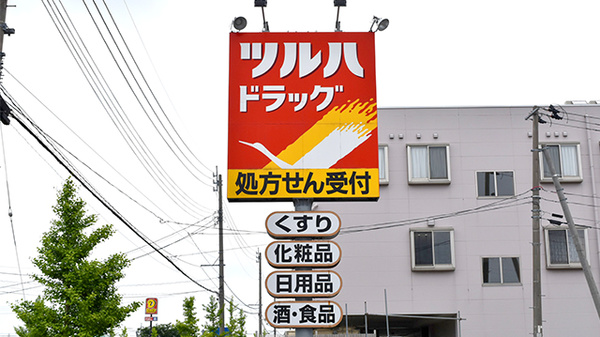 ツルハ
ドラッグ
処方せん受付
くすり
化粧品
日用品
酒・食品